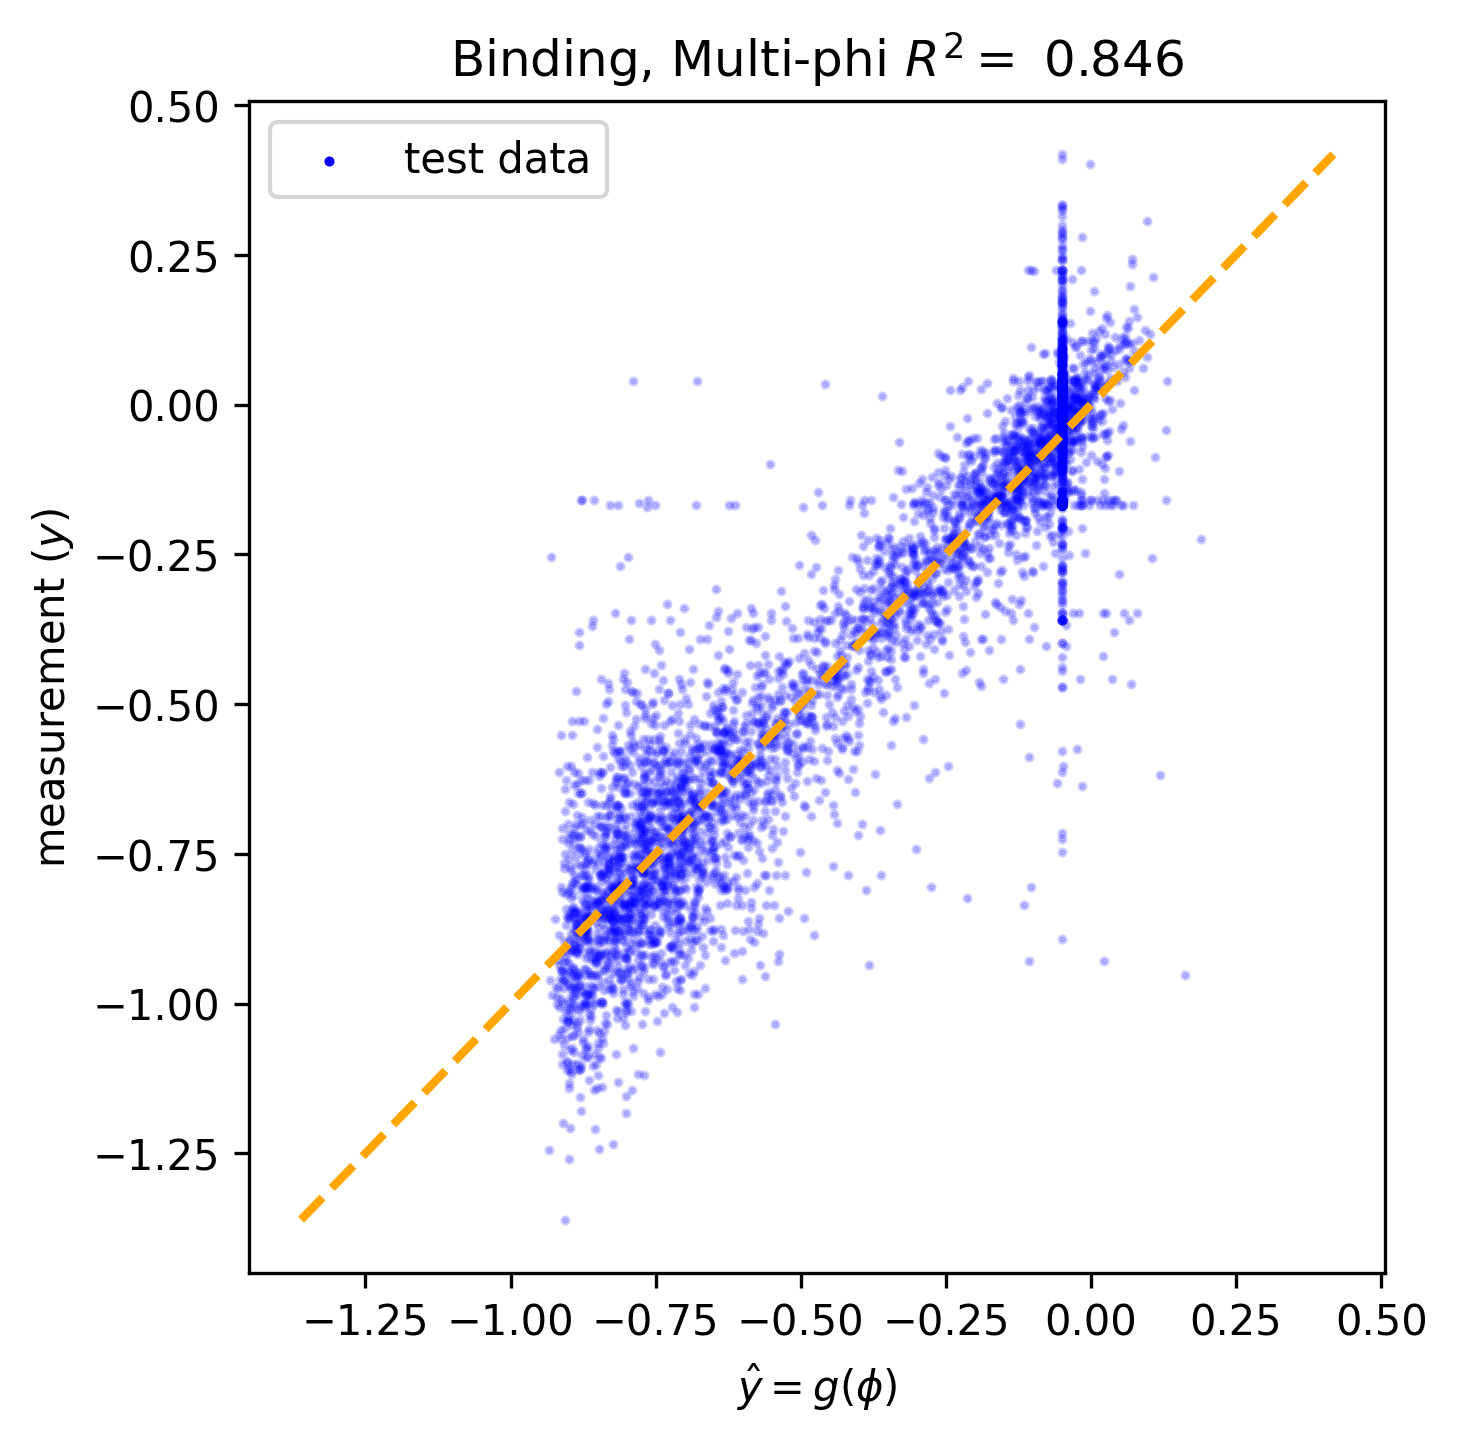 Binding, Multi-phi R² = 0.846
test data
0.50
0.25
0.00
−0.25
−0.50
−0.75
−1.00
−1.25
measurement (y)
−1.25 −1.00 −0.75 −0.50 −0.25 0.00 0.25 0.50
ŷ = g(ϕ)